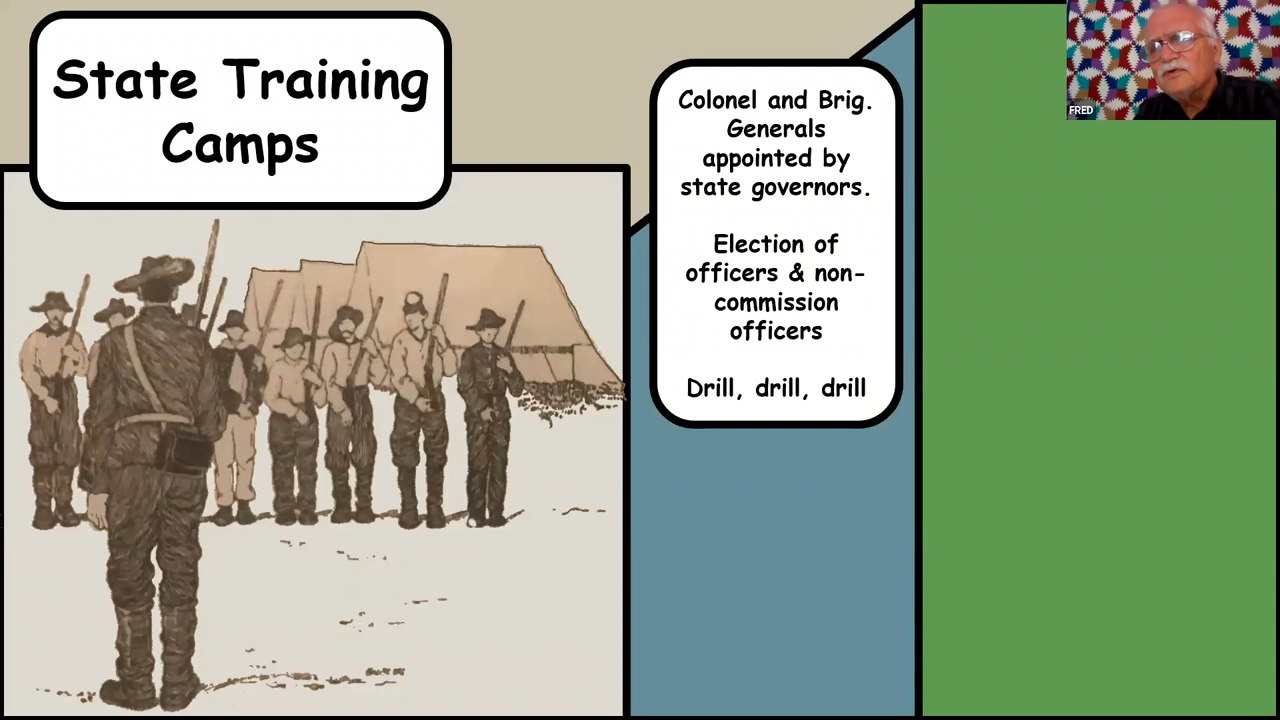 State Training
Camps
Colonel and Brig.
Generals
appointed by
state governors.
Election of
officers & non-
commission
officers
Drill, drill, drill
FRED